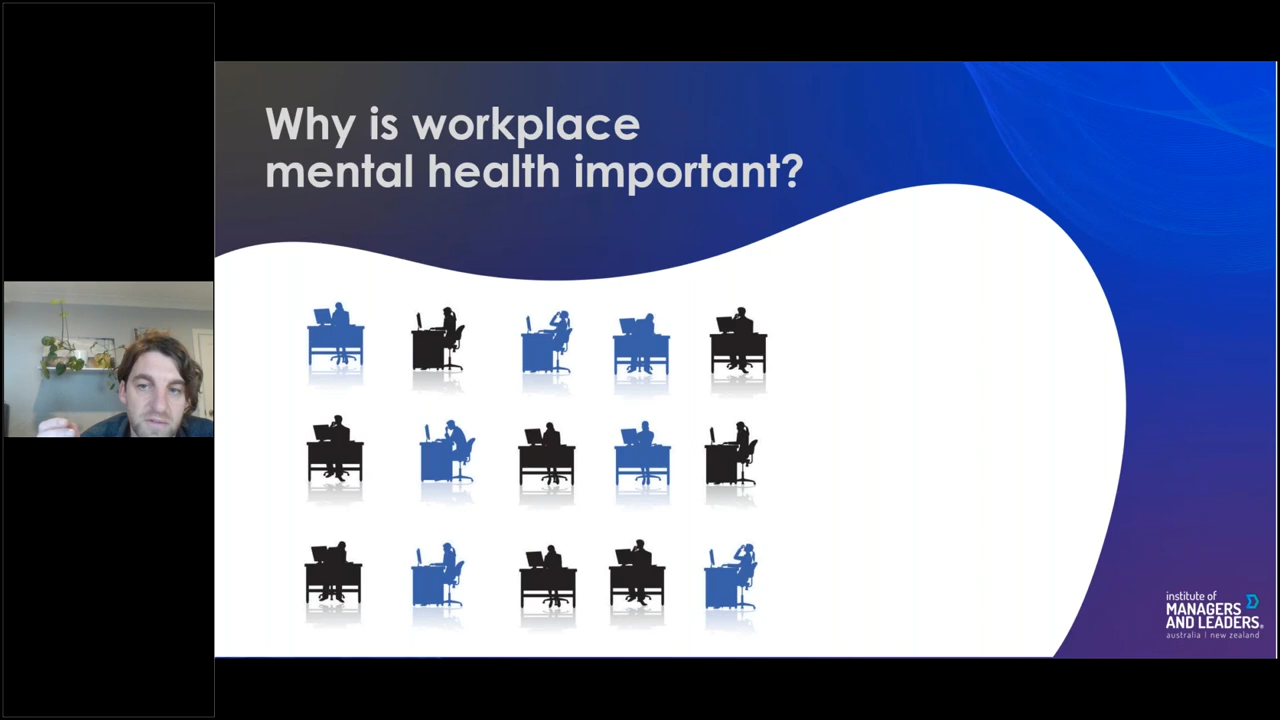 Why is workplace
mental health important?
institute of
MANAGERS
AND LEADERS®
australia | new zealand